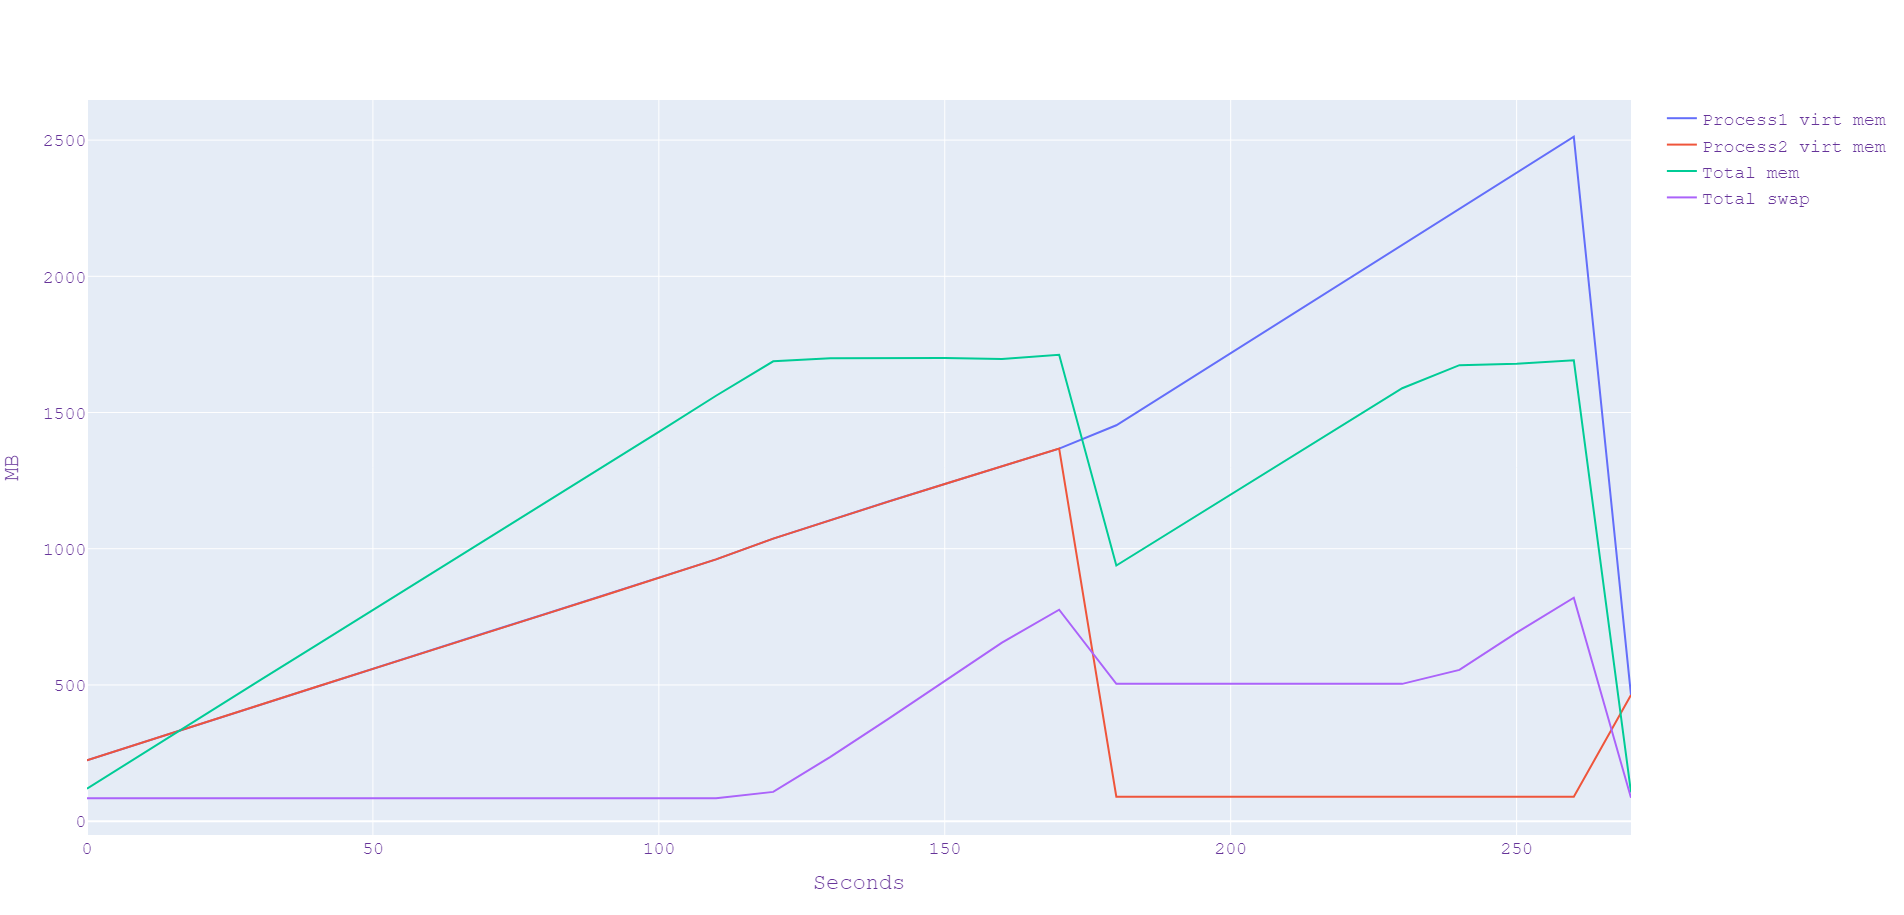 Process1 virt mem
Process2 virt mem
Total mem
Total swap
2500
2000
1500
1000
500
0
MB
0 50 100 150 200 250
Seconds